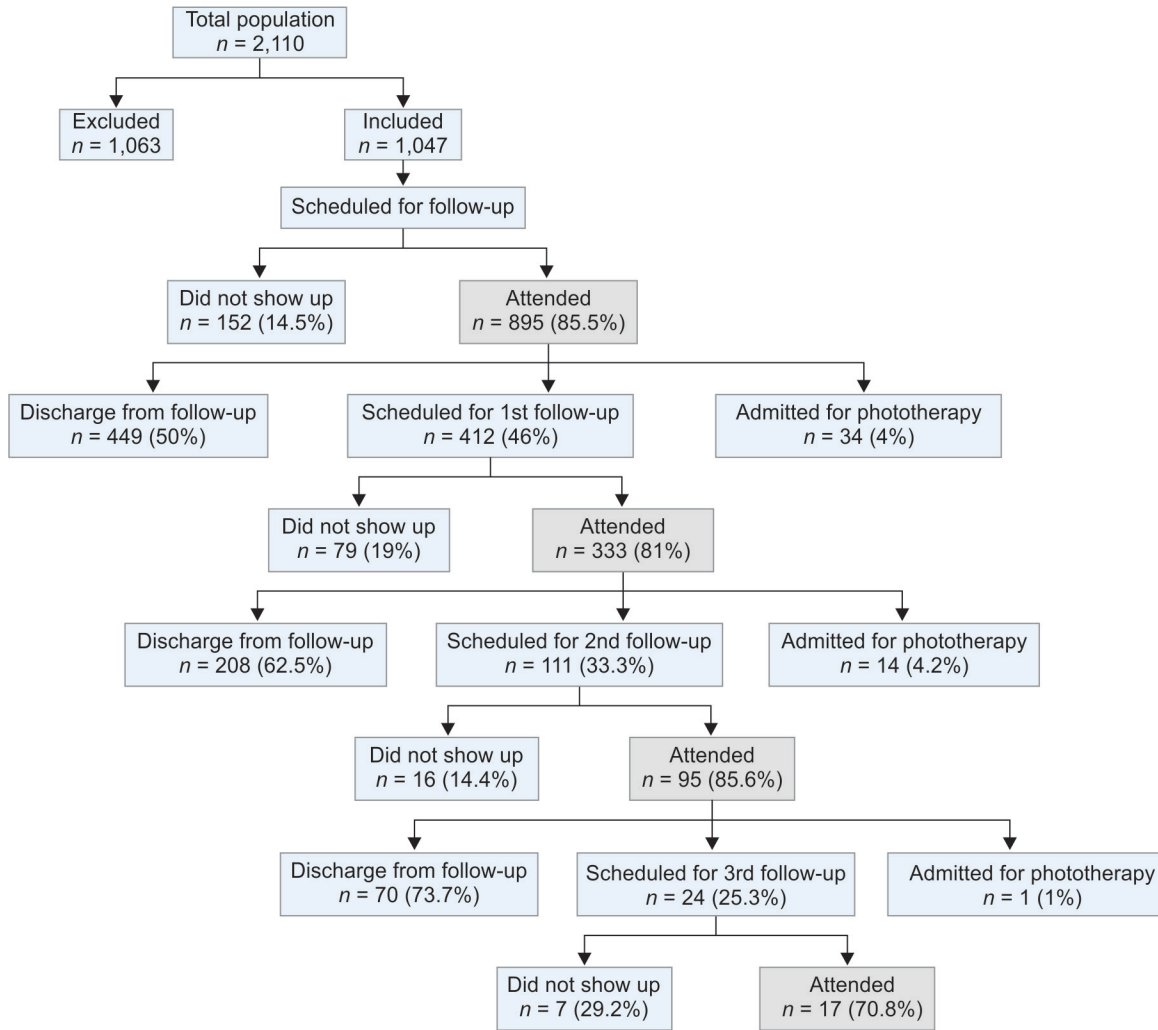 Total population
n = 2,110
Excluded
n = 1,063
Included
n = 1,047
Scheduled for follow-up
Did not show up
n = 152 (14.5%)
Attended
n = 895 (85.5%)
Discharge from follow-up
n = 449 (50%)
Scheduled for 1st follow-up
n = 412 (46%)
Admitted for phototherapy
n = 34 (4%)
Did not show up
n = 79 (19%)
Attended
n = 333 (81%)
Discharge from follow-up
n = 208 (62.5%)
Scheduled for 2nd follow-up
n = 111 (33.3%)
Admitted for phototherapy
n = 14 (4.2%)
Did not show up
n = 16 (14.4%)
Attended
n = 95 (85.6%)
Discharge from follow-up
n = 70 (73.7%)
Scheduled for 3rd follow-up
n = 24 (25.3%)
Admitted for phototherapy
n = 1 (1%)
Did not show up
n = 7 (29.2%)
Attended
n = 17 (70.8%)